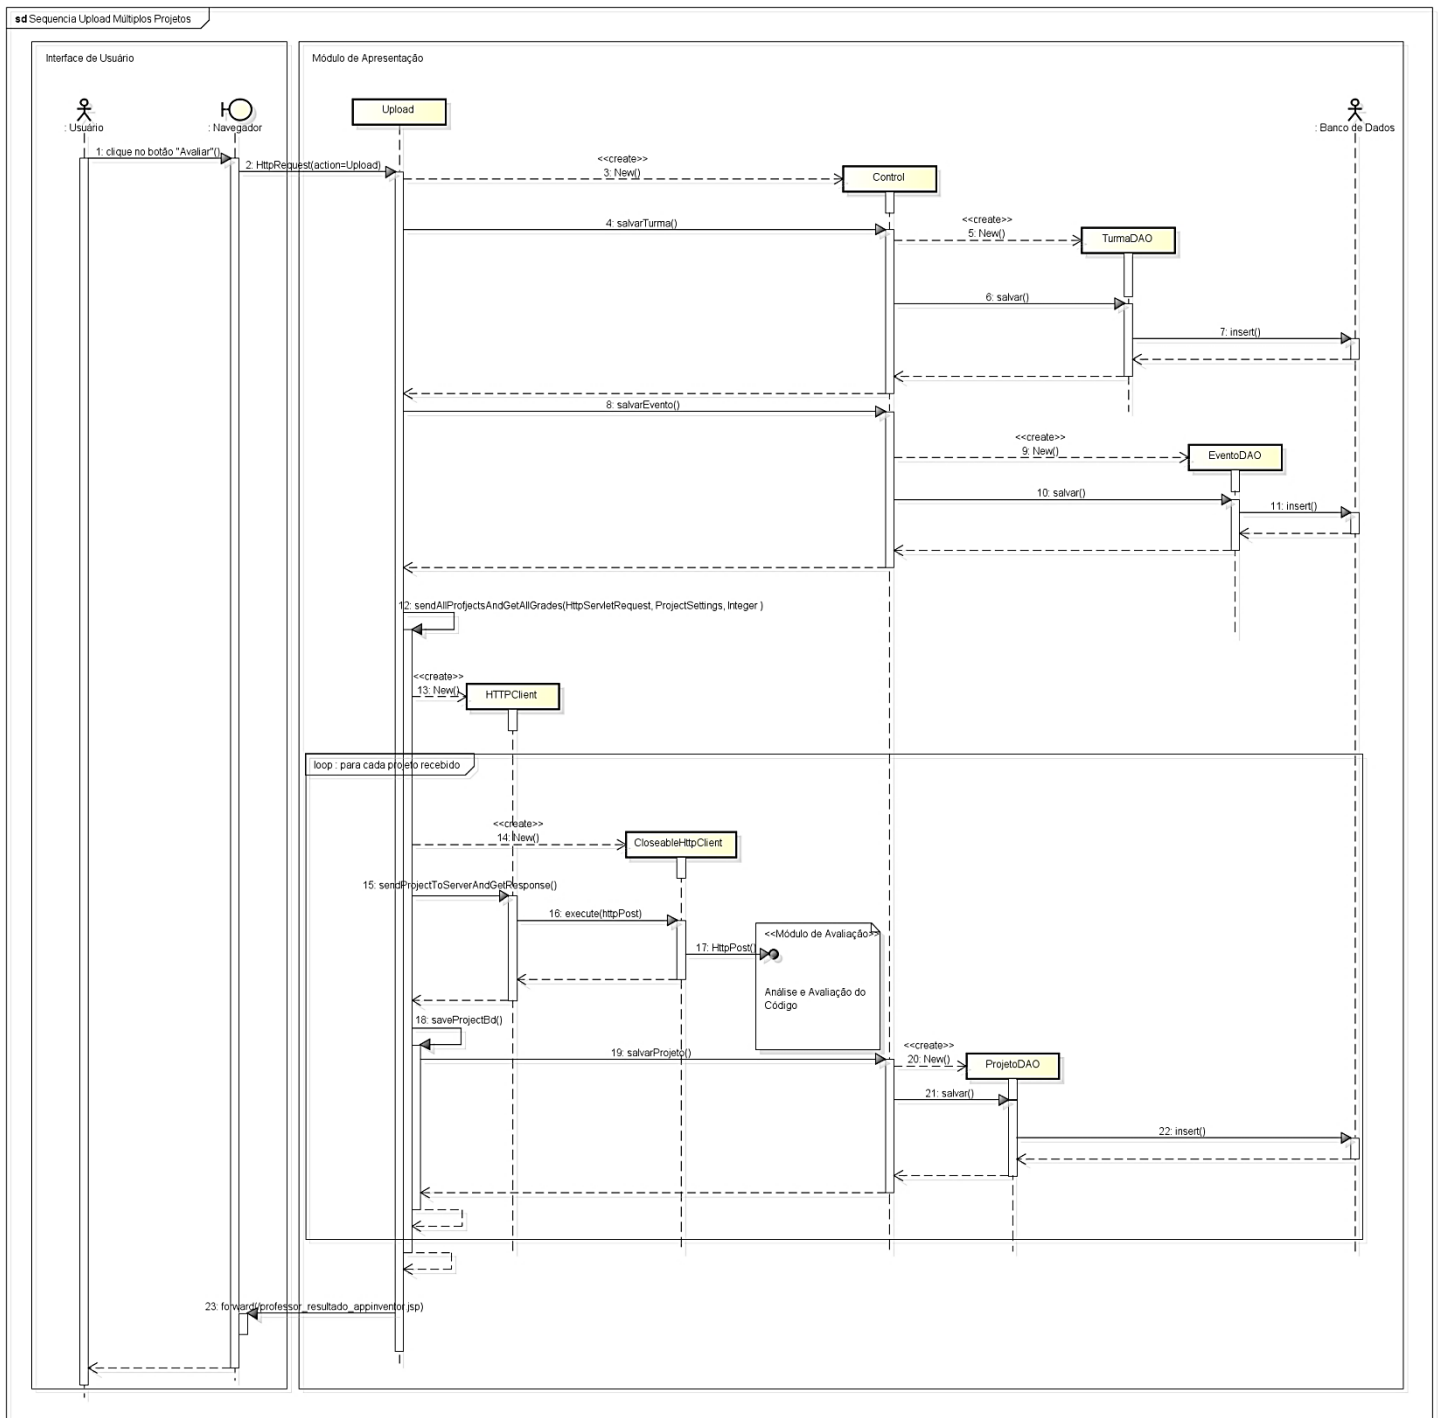 sd Sequencia Upload Múltiplos Projetos
Interface de Usuário
Módulo de Apresentação
: Usuário
: Navegador
Upload
: Banco de Dados
1: clique no botão "Avaliar"()
2: HttpRequest(action=Upload)
<<create>>
3: New()
Control
4: salvarTurma()
<<create>>
5: New()
TurmaDAO
6: salvar()
7: insert()
8: salvarEvento()
<<create>>
9: New()
EventoDAO
10: salvar()
11: insert()
12: sendAllProfjectsAndGetAllGrades(HttpServletRequest, ProjectSettings, Integer )
<<create>>
13: New()
HTTPClient
loop : para cada projeto recebido
<<create>>
14: New()
CloseableHttpClient
15: sendProjectToServerAndGetResponse()
16: execute(httpPost)
17: HttpPost()
<<Módulo de Avaliação>>
Análise e Avaliação do
Código
18: saveProjectBd()
19: salvarProjeto()
<<create>>
20: New()
ProjetoDAO
21: salvar()
22: insert()
23: forward(/professor_resultado_appinventor.jsp)